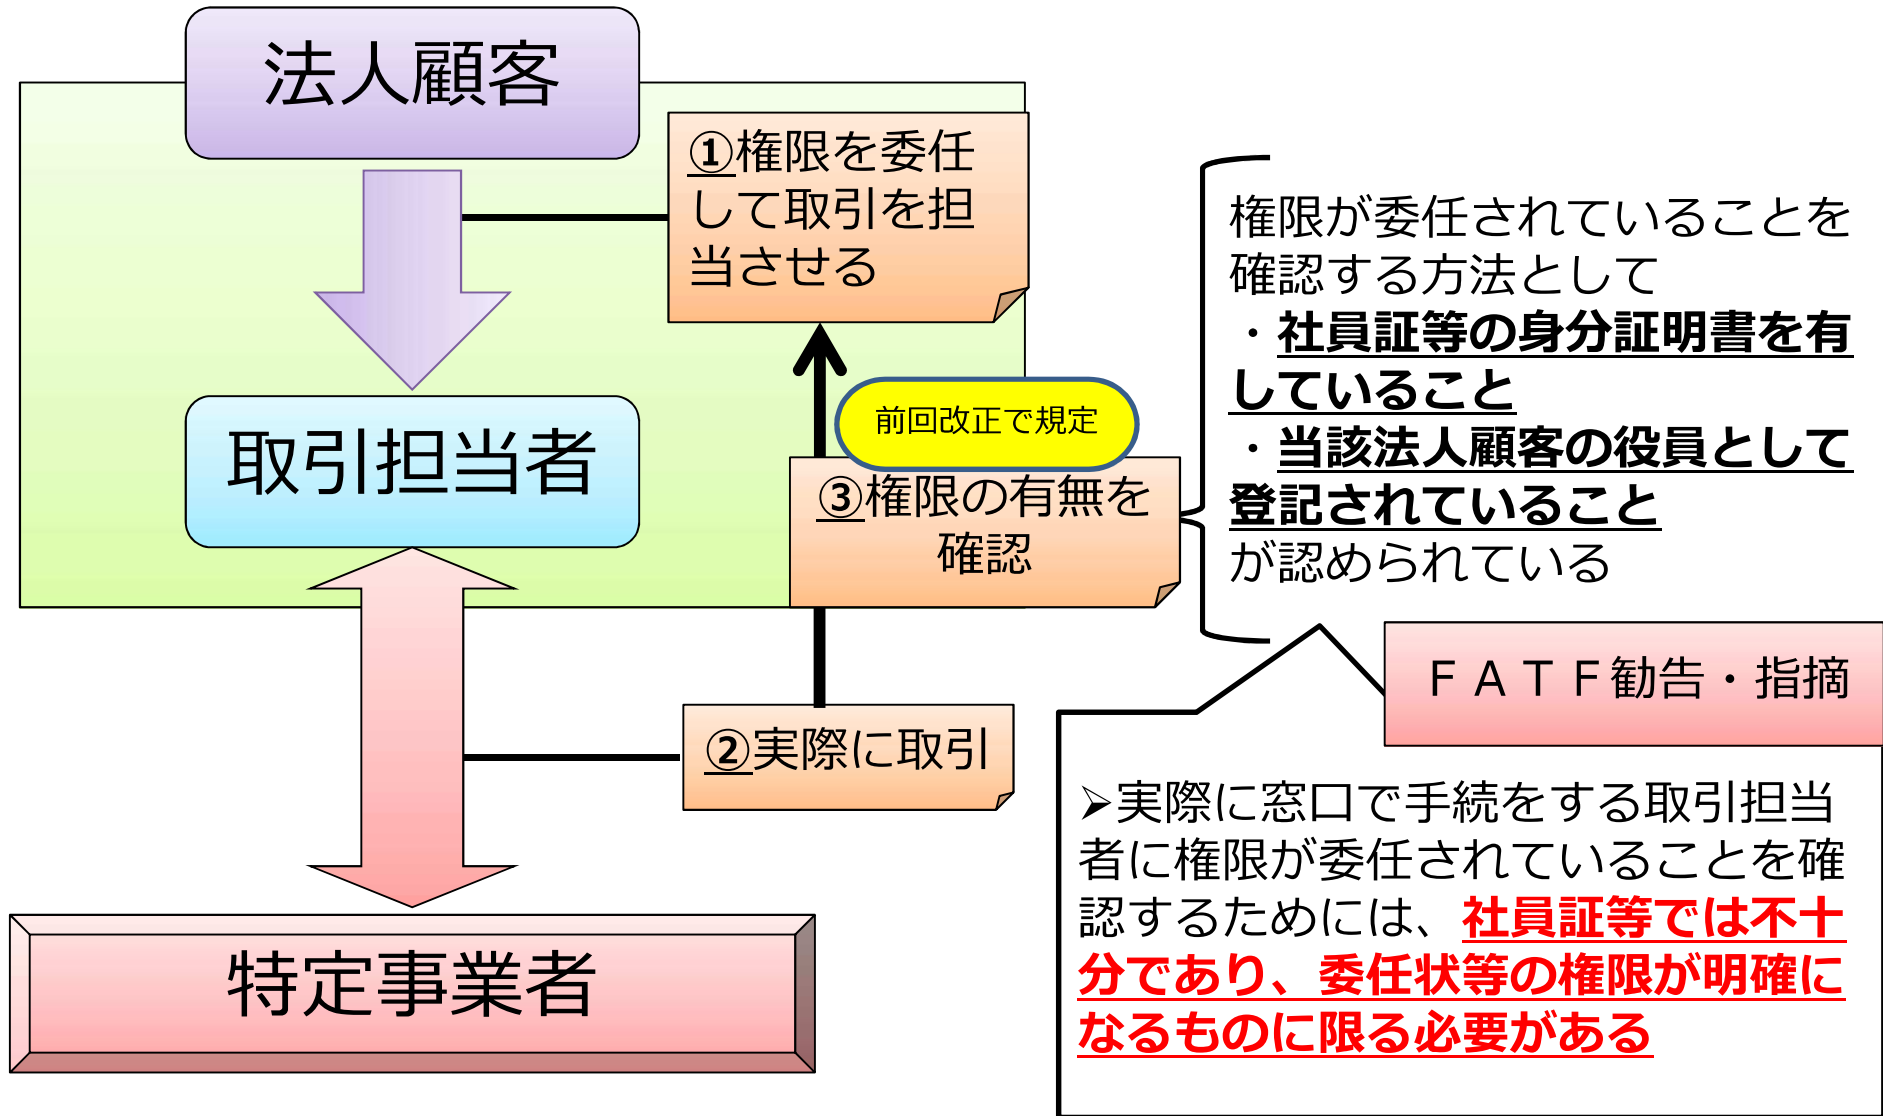 法人顧客
①権限を委任
して取引を担
当させる
取引担当者
前回改正で規定
③権限の有無を
確認
権限が委任されていることを
確認する方法として
・社員証等の身分証明書を有
していること
・当該法人顧客の役員として
登記されていること
が認められている
②実際に取引
特定事業者
ＦＡＴＦ勧告・指摘
➢実際に窓口で手続をする取引担当
者に権限が委任されていることを確
認するためには、社員証等では不十
分であり、委任状等の権限が明確に
なるものに限る必要がある